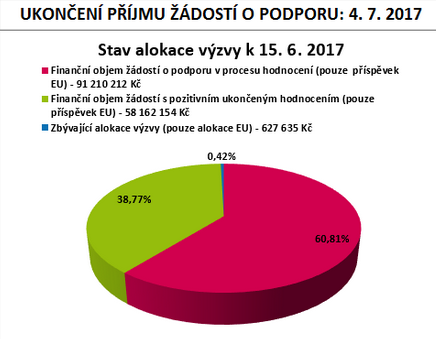 UKONČENÍ PŘÍJMU ŽÁDOSTÍ O PODPORU: 4. 7. 2017
Stav alokace výzvy k 15. 6. 2017
Finanční objem žádostí o podporu v procesu hodnocení (pouze příspěvek
EU) - 91 210 212 Kč
Finanční objem žádostí s pozitivním ukončeným hodnocením (pouze
příspěvek EU) - 58 162 154 Kč
Zbývající alokace výzvy (pouze alokace EU) - 627 635 Kč
0,42%
38,77%
60,81%